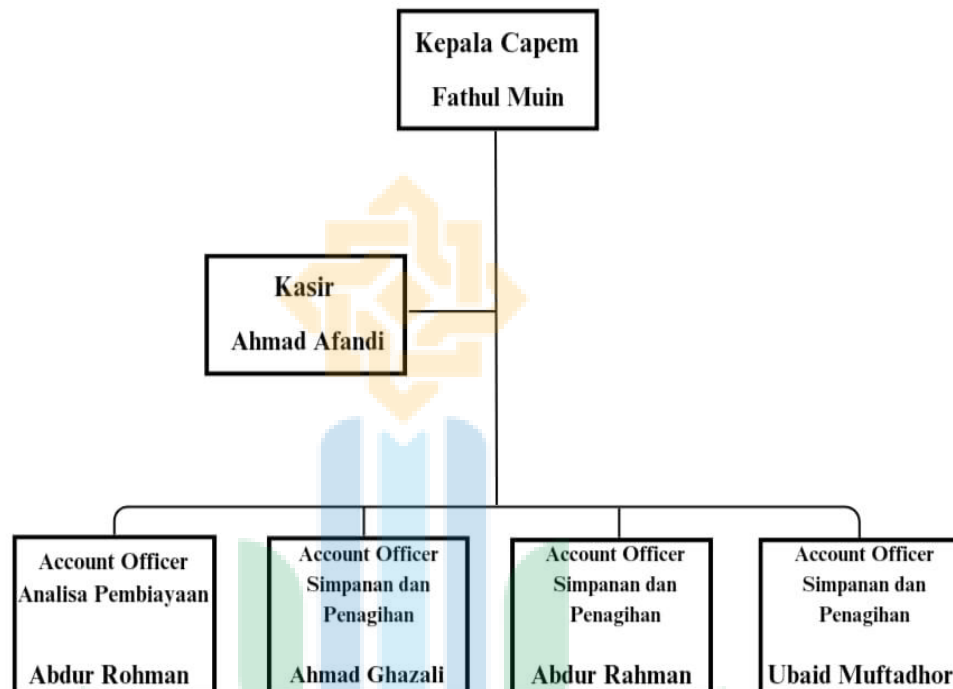 Kepala Capem
Fathul Muin
Kasir
Ahmad Afandi
Account Officer
Analisa Pembiayaan
Abdur Rohman
Account Officer
Simpanan dan
Penagihan
Ahmad Ghazali
Account Officer
Simpanan dan
Penagihan
Abdur Rahman
Account Officer
Simpanan dan
Penagihan
Ubaid Muftadhor